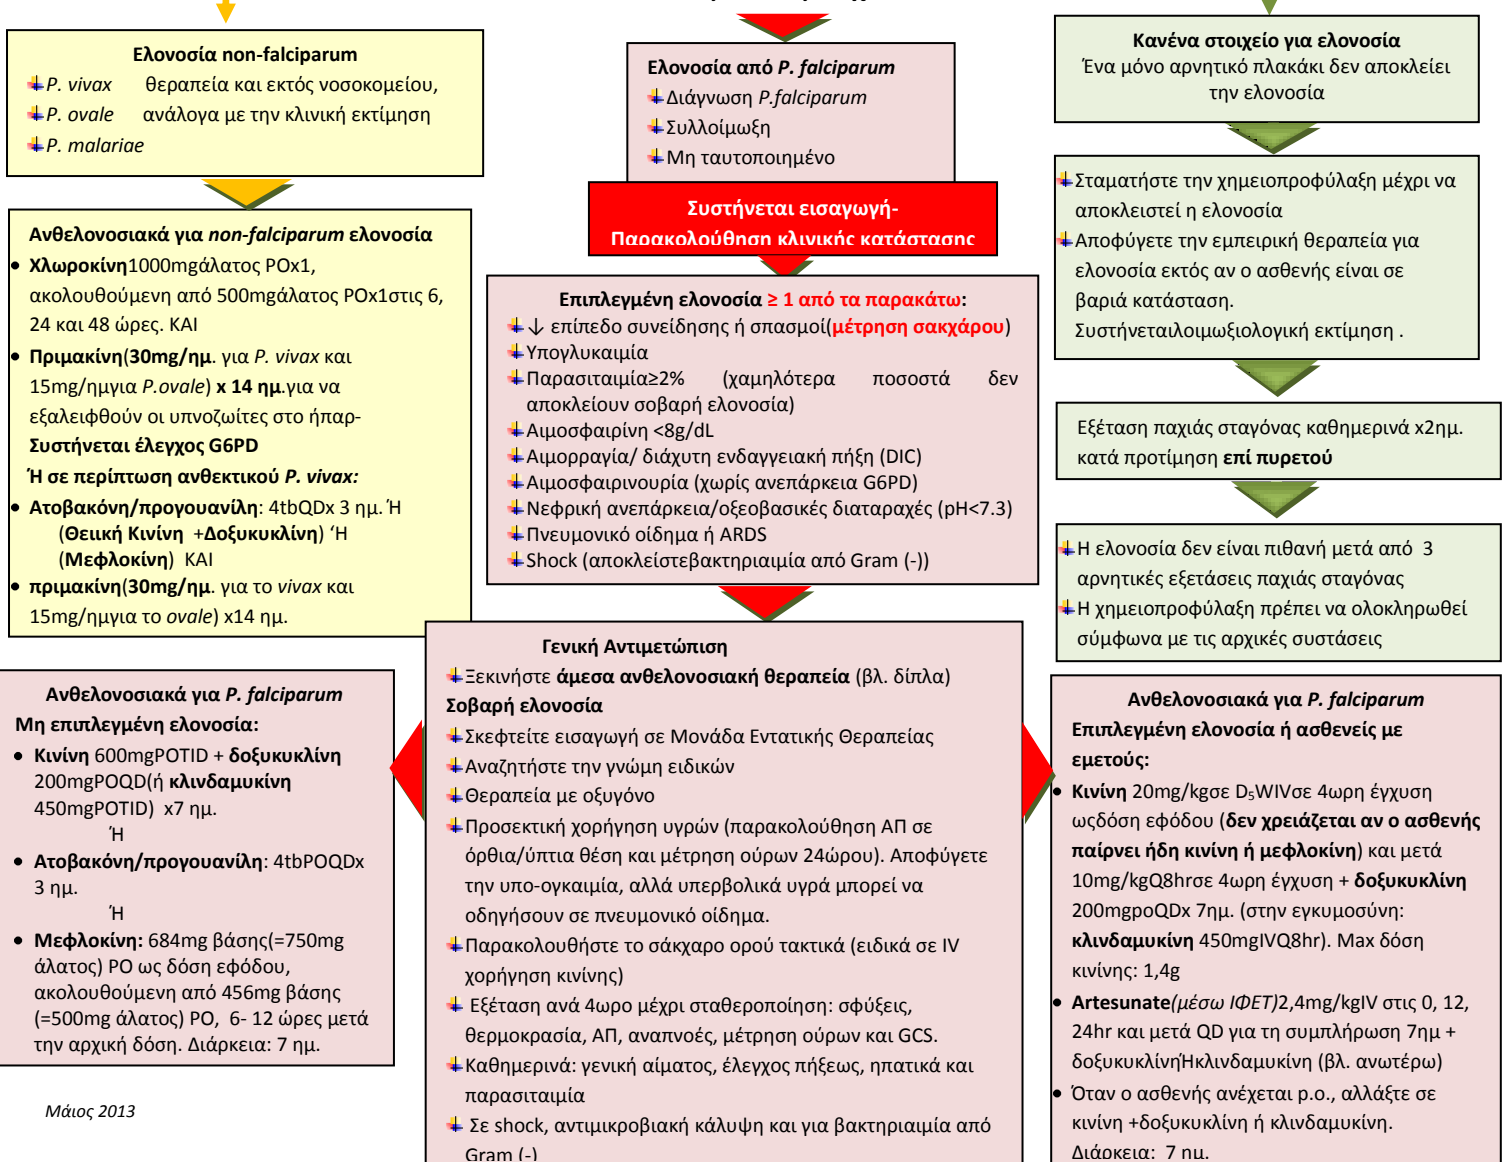 Ελονοσία non-falciparum
P. vivax θεραπεία και εκτός νοσοκομείου,
P. ovale ανάλογα με την κλινική εκτίμηση
P. malariae
Ανθελονοσιακά για non-falciparum ελονοσία
• Χλωροκίνη1000mgάλατος POx1,
ακολουθούμενη από 500mgάλατος POx1στις 6,
24 και 48 ώρες. ΚΑΙ
• Πριμακίνη(30mg/ημ. για P. vivax και
15mg/ημγια P.ovale) x 14 ημ.για να
εξαλειφθούν οι υπνοζωίτες στο ήπαρ-
Συστήνεται έλεγχος G6PD
Ή σε περίπτωση ανθεκτικού P. vivax:
• Ατοβακόνη/προγουανίλη: 4tbQDx 3 ημ. Ή
(Θειική Κινίνη +Δοξυκυκλίνη) ‘Η
(Μεφλοκίνη) ΚΑΙ
• πριμακίνη(30mg/ημ. για το vivax και
15mg/ημγια το ovale) x14 ημ.
Ελονοσία από P. falciparum
Διάγνωση P.falciparum
Συλλοίμωξη
Μη ταυτοποιημένο
Συστήνεται εισαγωγή-
Παρακολούθηση κλινικής κατάστασης
Επιπλεγμένη ελονοσία ≥ 1 από τα παρακάτω:
↓ επίπεδο συνείδησης ή σπασμοί(μέτρηση σακχάρου)
Υπογλυκαιμία
Παρασιταιμία≥2% (χαμηλότερα ποσοστά δεν
αποκλείουν σοβαρή ελονοσία)
Αιμοσφαιρίνη <8g/dL
Αιμορραγία/ διάχυτη ενδαγγειακή πήξη (DIC)
Αιμοσφαιρινουρία (χωρίς ανεπάρκεια G6PD)
Νεφρική ανεπάρκεια/οξεοβασικές διαταραχές (pH<7.3)
Πνευμονικό οίδημα ή ARDS
Shock (αποκλείστεβακτηριαιμία από Gram (-))
Κανένα στοιχείο για ελονοσία
Ένα μόνο αρνητικό πλακάκι δεν αποκλείει
την ελονοσία
Σταματήστε την χημειοπροφύλαξη μέχρι να
αποκλειστεί η ελονοσία
Αποφύγετε την εμπειρική θεραπεία για
ελονοσία εκτός αν ο ασθενής είναι σε
βαριά κατάσταση.
Συστήνεταιλοιμωξιολογική εκτίμηση .
Εξέταση παχιάς σταγόνας καθημερινά x2ημ.
κατά προτίμηση επί πυρετού
Η ελονοσία δεν είναι πιθανή μετά από 3
αρνητικές εξετάσεις παχιάς σταγόνας
Η χημειοπροφύλαξη πρέπει να ολοκληρωθεί
σύμφωνα με τις αρχικές συστάσεις
Ανθελονοσιακά για P. falciparum
Μη επιπλεγμένη ελονοσία:
• Κινίνη 600mgPOTID + δοξυκυκλίνη
200mgPOQD(ή κλινδαμυκίνη
450mgPOTID) x7 ημ.
Ή
• Ατοβακόνη/προγουανίλη: 4tbPOQDx
3 ημ.
Ή
• Μεφλοκίνη: 684mg βάσης(=750mg
άλατος) PO ως δόση εφόδου,
ακολουθούμενη από 456mg βάσης
(=500mg άλατος) PO, 6- 12 ώρες μετά
την αρχική δόση. Διάρκεια: 7 ημ.
Μάιος 2013
Γενική Αντιμετώπιση
Ξεκινήστε άμεσα ανθελονοσιακή θεραπεία (βλ. δίπλα)
Σοβαρή ελονοσία
Σκεφτείτε εισαγωγή σε Μονάδα Εντατικής Θεραπείας
Αναζητήστε την γνώμη ειδικών
Θεραπεία με οξυγόνο
Προσεκτική χορήγηση υγρών (παρακολούθηση ΑΠ σε
όρθια/ύπτια θέση και μέτρηση ούρων 24ώρου). Αποφύγετε
την υπο-ογκαιμία, αλλά υπερβολικά υγρά μπορεί να
οδηγήσουν σε πνευμονικό οίδημα.
Παρακολουθήστε το σάκχαρο ορού τακτικά (ειδικά σε IV
χορήγηση κινίνης)
Εξέταση ανά 4ωρο μέχρι σταθεροποίηση: σφύξεις,
θερμοκρασία, ΑΠ, αναπνοές, μέτρηση ούρων και GCS.
Καθημερινά: γενική αίματος, έλεγχος πήξεως, ηπατικά και
παρασιταιμία
Σε shock, αντιμικροβιακή κάλυψη και για βακτηριαιμία από
Gram (-)
Ανθελονοσιακά για P. falciparum
Επιπλεγμένη ελονοσία ή ασθενείς με
εμετούς:
• Κινίνη 20mg/kgσε D₅WIVσε 4ωρη έγχυση
ωςδόση εφόδου (δεν χρειάζεται αν ο ασθενής
παίρνει ήδη κινίνη ή μεφλοκίνη) και μετά
10mg/kgQ8hrσε 4ωρη έγχυση + δοξυκυκλίνη
200mgpoQDx 7ημ. (στην εγκυμοσύνη:
κλινδαμυκίνη 450mgIVQ8hr). Max δόση
κινίνης: 1,4g
• Artesunate(μέσω ΙΦΕΤ)2,4mg/kgIV στις 0, 12,
24hr και μετά QD για τη συμπλήρωση 7ημ +
δοξυκυκλίνήΉκλινδαμυκίνη (βλ. ανωτέρω)
• Όταν ο ασθενής ανέχεται p.o., αλλάξτε σε
κινίνη +δοξυκυκλίνη ή κλινδαμυκίνη.
Διάρκεια: 7 ημ.